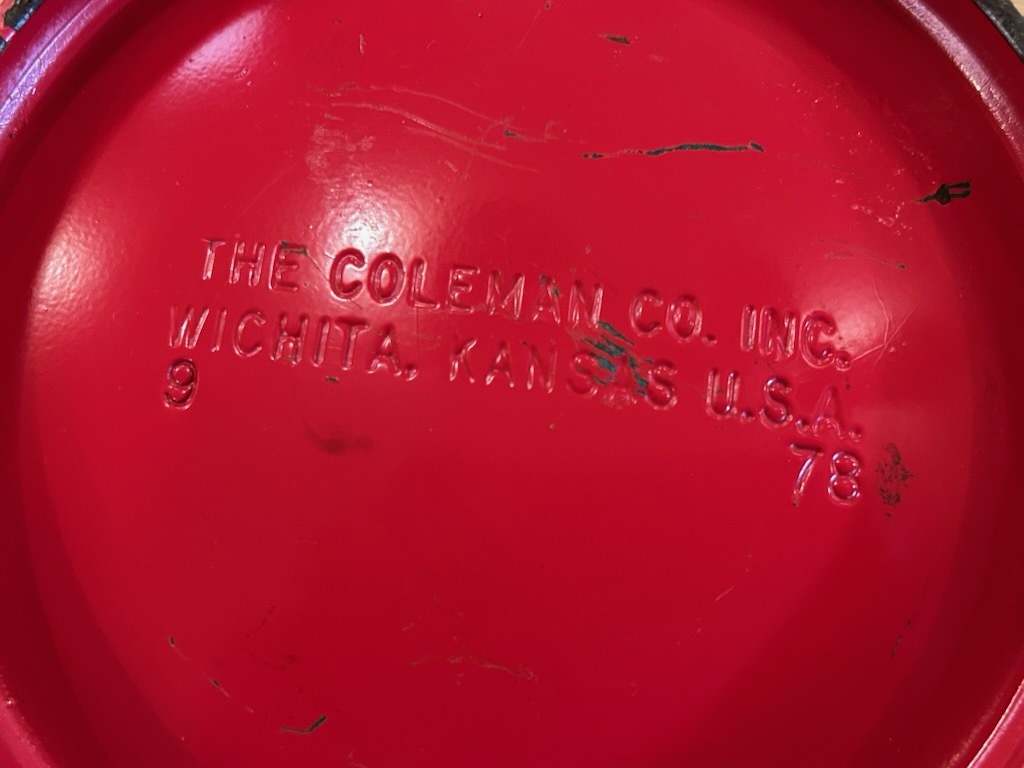 THE COLEMAN CO. INC.
WICHITA, KANSAS U.S.A.
9
78